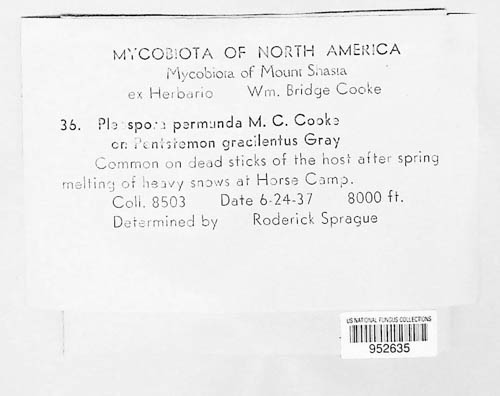 MYCOBIOTA OF NORTH AMERICA
Mycobiota of Mount Shasta
ex Herbario Wm. Bridge Cooke
36. Pleospora permunda M. C. Cooke
on Pentstemon gracilentus Gray
Common on dead sticks of the host after spring
melting of heavy snows at Horse Camp.
Coll. 8503 Date 6-24-37 8000 ft.
Determined by Roderick Sprague
US NATIONAL FUNGUS COLLECTIONS
952635